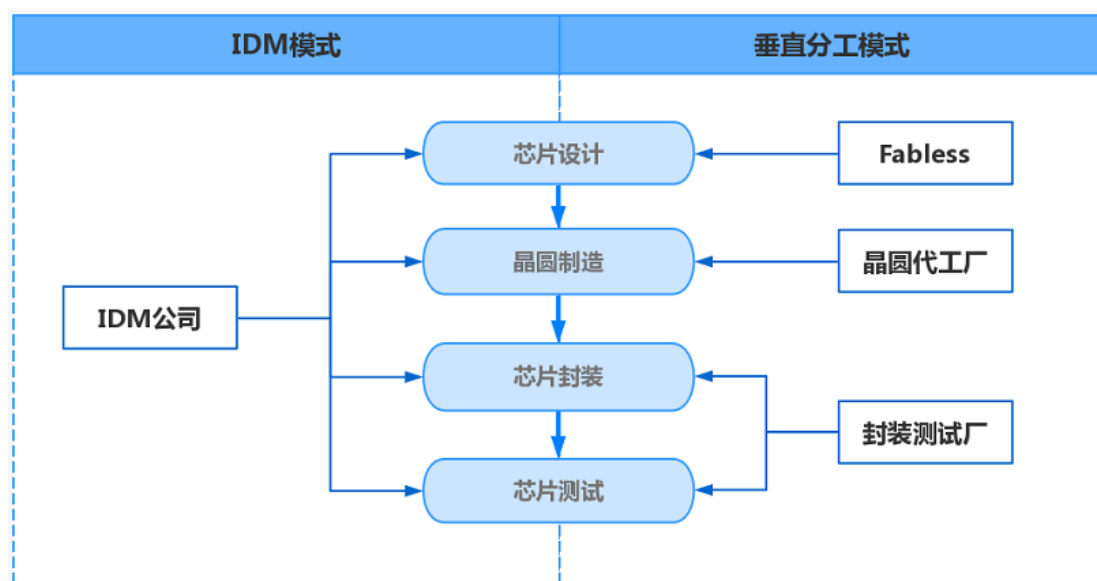 IDM模式
垂直分工模式
芯片设计
Fabless
晶圆制造
晶圆代工厂
IDM公司
芯片封装
封装测试厂
芯片测试